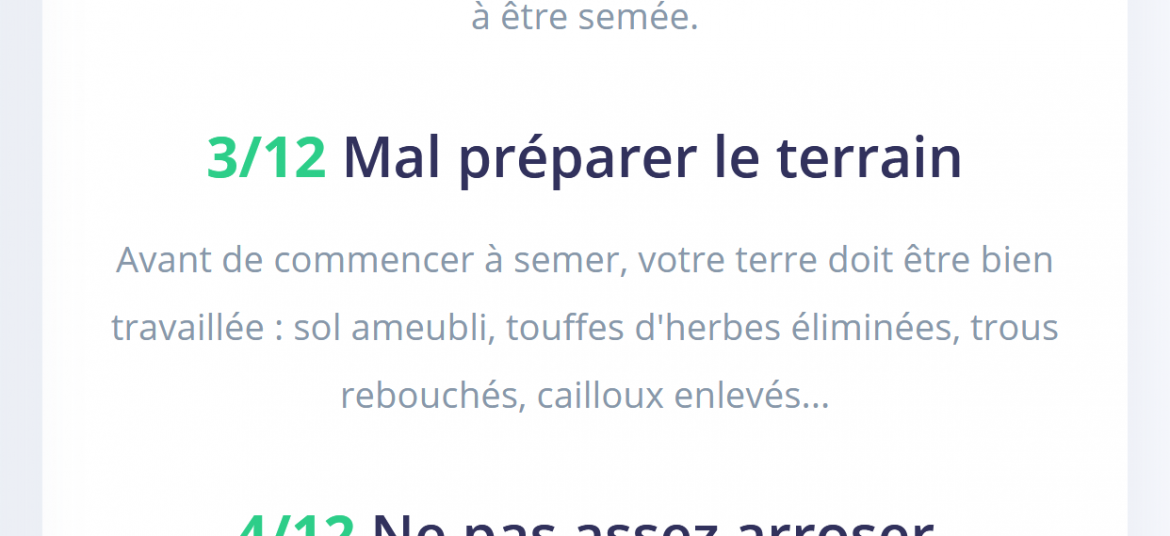 à être semée.
3/12 Mal préparer le terrain
Avant de commencer à semer, votre terre doit être bien
travaillée : sol ameubli, touffes d'herbes éliminées, trous
rebouchés, cailloux enlevés...
4/12 Ne pas assez arroser